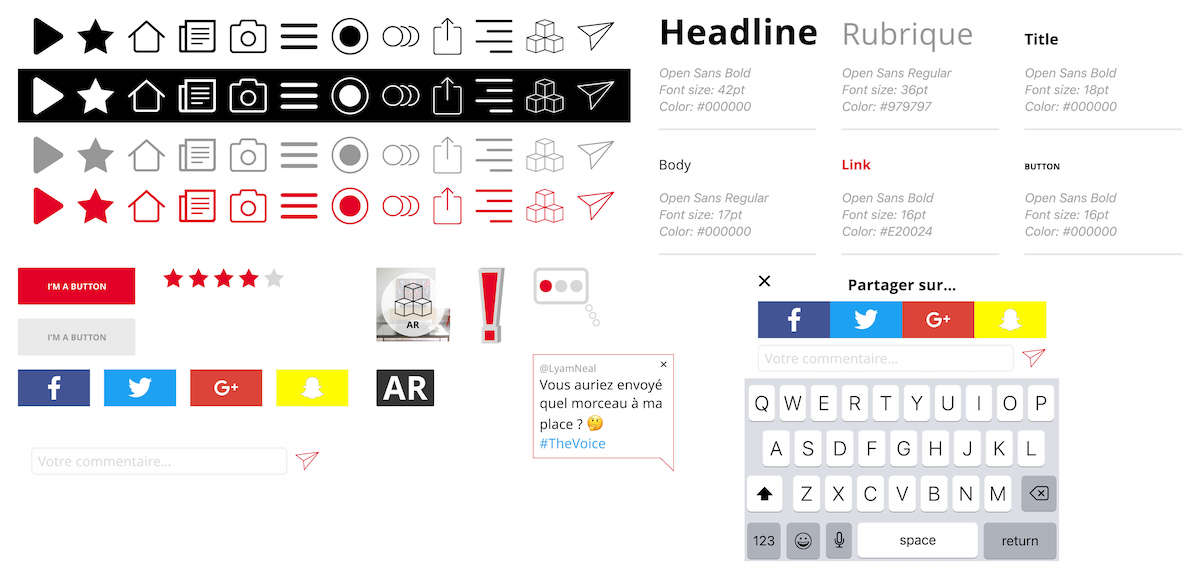 Headline
Open Sans Bold
Font size: 42pt
Color: #000000
Rubrique
Open Sans Regular
Font size: 36pt
Color: #979797
Title
Open Sans Bold
Font size: 18pt
Color: #000000
Body
Open Sans Regular
Font size: 17pt
Color: #000000
Link
Open Sans Bold
Font size: 16pt
Color: #E20024
BUTTON
Open Sans Bold
Font size: 16pt
Color: #000000
I'M A BUTTON
I'M A BUTTON
f
G+
AR
AR
@LyamNeal
Vous auriez envoyé
quel morceau à ma
place ? 🤔
#TheVoice
Votre commentaire...
Partager sur...
f
G+
Votre commentaire...
Q W E R T Y U I O P
A S D F G H J K L
Z X C V B N M
123 space return